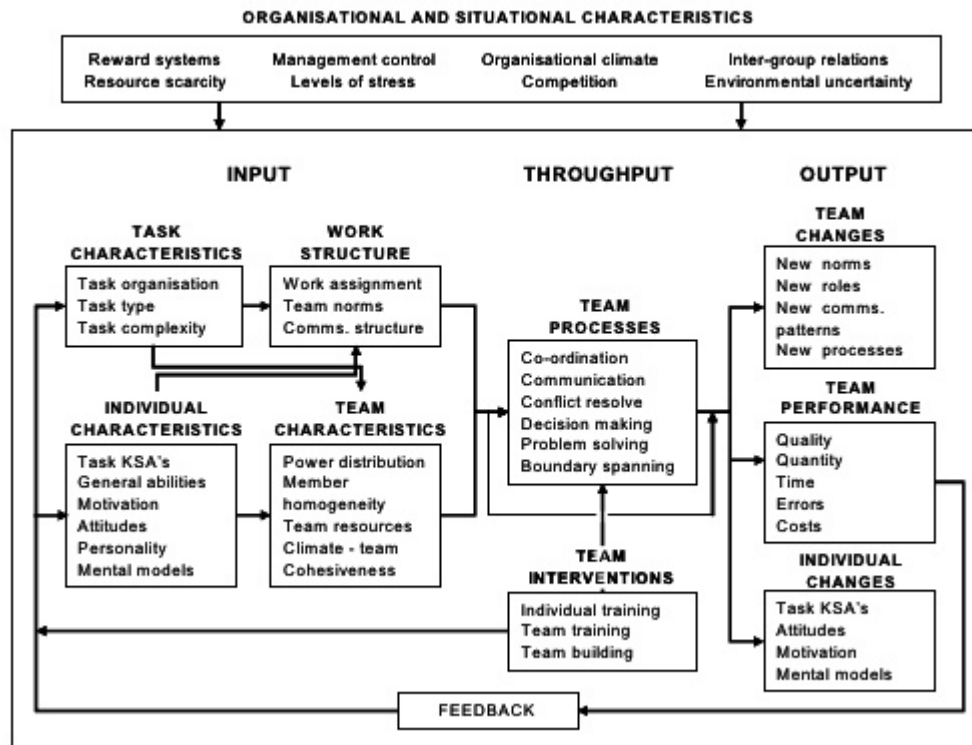 ORGANISATIONAL AND SITUATIONAL CHARACTERISTICS
Reward systems Management control Organisational climate Inter-group relations
Resource scarcity Levels of stress Competition Environmental uncertainty
INPUT THROUGHPUT OUTPUT
TASK
CHARACTERISTICS
Task organisation
Task type
Task complexity
WORK
STRUCTURE
Work assignment
Team norms
Comms. structure
INDIVIDUAL
CHARACTERISTICS
Task KSA's
General abilities
Motivation
Attitudes
Personality
Mental models
TEAM
CHARACTERISTICS
Power distribution
Member
homogeneity
Team resources
Climate - team
Cohesiveness
TEAM
PROCESSES
Co-ordination
Communication
Conflict resolve
Decision making
Problem solving
Boundary spanning
TEAM
INTERVENTIONS
Individual training
Team training
Team building
TEAM
CHANGES
New norms
New roles
New comms.
patterns
New processes
TEAM
PERFORMANCE
Quality
Quantity
Time
Errors
Costs
INDIVIDUAL
CHANGES
Task KSA's
Attitudes
Motivation
Mental models
FEEDBACK